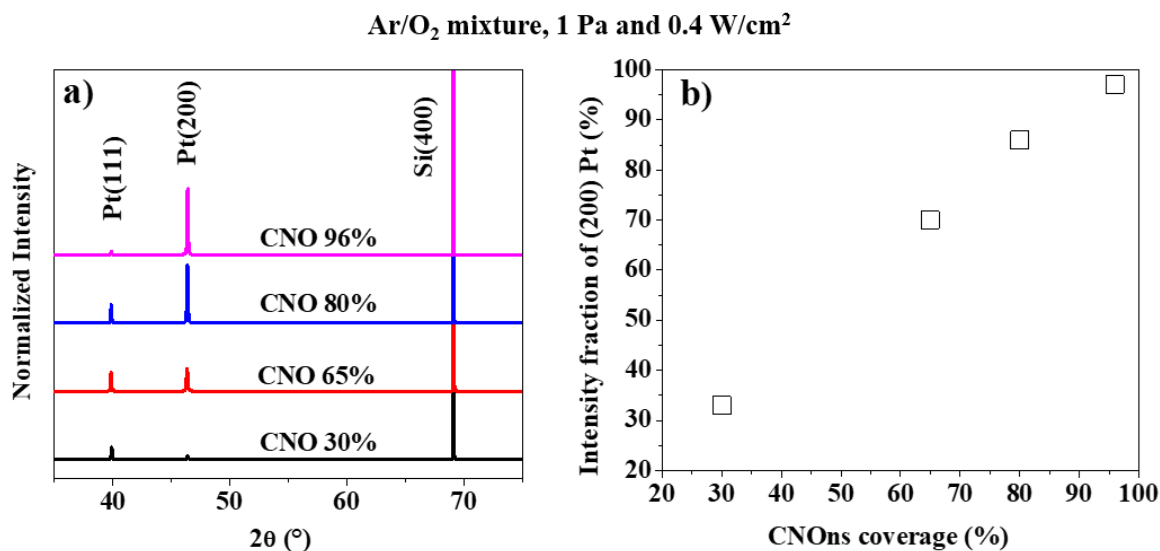 Ar/O₂ mixture, 1 Pa and 0.4 W/cm²
a)
Pt(111)
Pt(200)
Si(400)
CNO 96%
CNO 80%
CNO 65%
CNO 30%
Normalized Intensity
40 50 60 70
2θ (°)
b)
Intensity fraction of (200) Pt (%)
100
90
80
70
60
50
40
30
20
20 30 40 50 60 70 80 90 100
CNOns coverage (%)